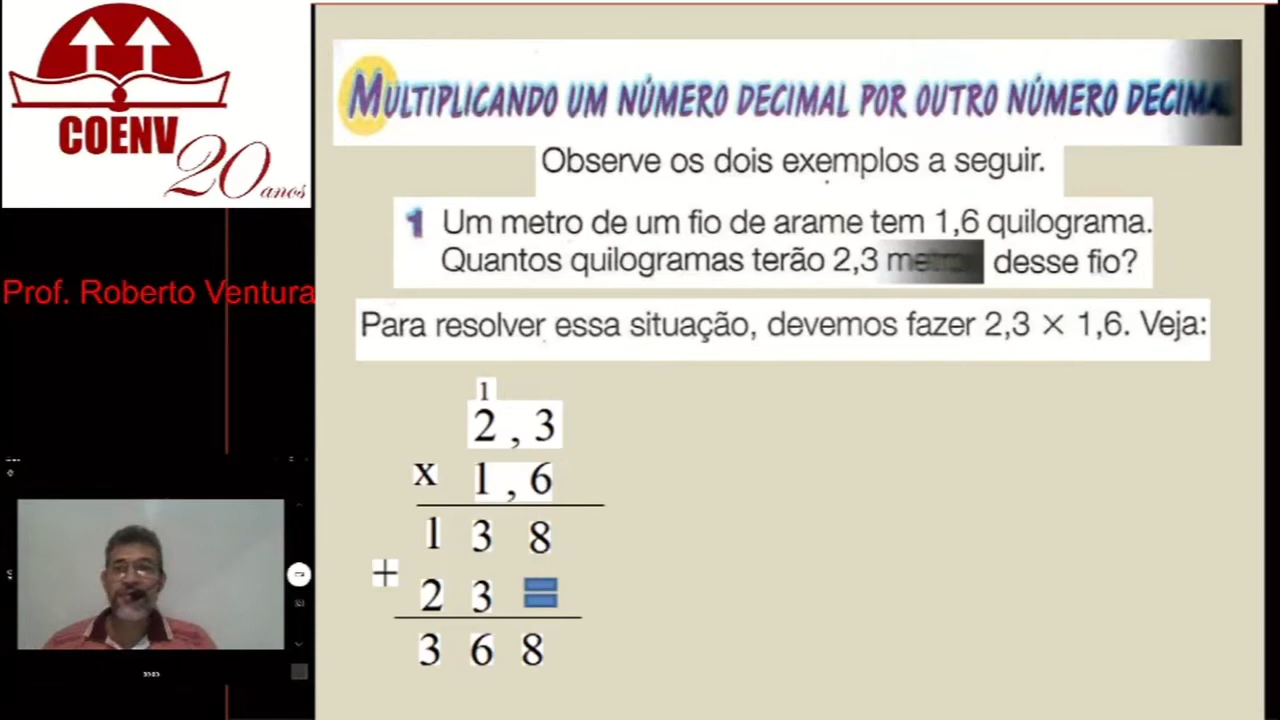 COENV
20 anos
Prof. Roberto Ventura
MULTIPLICANDO UM NÚMERO DECIMAL POR OUTRO NÚMERO DECIMAL
Observe os dois exemplos a seguir.
1 Um metro de um fio de arame tem 1,6 quilograma.
Quantos quilogramas terão 2,3 metros desse fio?
Para resolver essa situação, devemos fazer 2,3 × 1,6. Veja:
1
2,3
x 1,6
1 3 8
+
2 3 =
3 6 8